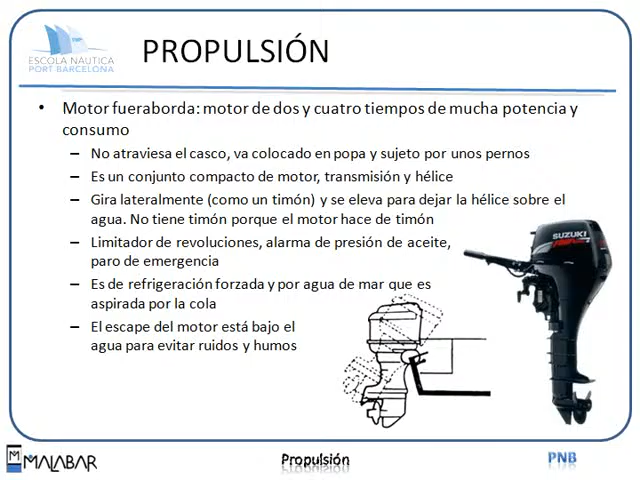 ESCOLA NÀUTICA
PORT BARCELONA
PROPULSIÓN
• Motor fueraborda: motor de dos y cuatro tiempos de mucha potencia y
consumo
– No atraviesa el casco, va colocado en popa y sujeto por unos pernos
– Es un conjunto compacto de motor, transmisión y hélice
– Gira lateralmente (como un timón) y se eleva para dejar la hélice sobre el
agua. No tiene timón porque el motor hace de timón
– Limitador de revoluciones, alarma de presión de aceite,
paro de emergencia
– Es de refrigeración forzada y por agua de mar que es
aspirada por la cola
– El escape del motor está bajo el
agua para evitar ruidos y humos
SUZUKI
M MALABAR
Propulsión
PNB